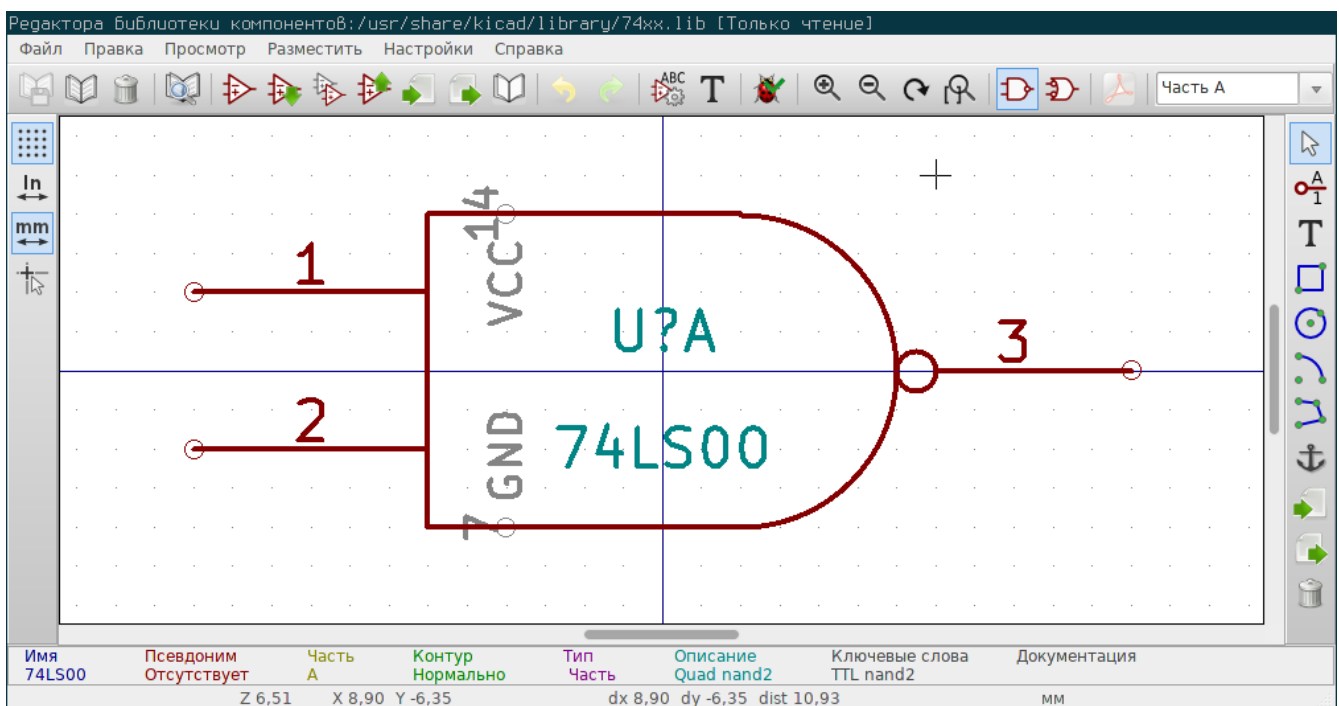 Редактора библиотеки компонентов:/usr/share/kicad/library/74xx.lib [Только чтение]
Файл Правка Просмотр Разместить Настройки Справка
ABC
T
Часть A
In
mm
A
1
T
14
VCC
1
U?A
3
2
GND
74LS00
7
Имя Псевдоним Часть Контур Тип Описание Ключевые слова Документация
74LS00 Отсутствует A Нормально Часть Quad nand2 TTL nand2
Z 6,51 X 8,90 Y -6,35 dx 8,90 dy -6,35 dist 10,93 мм